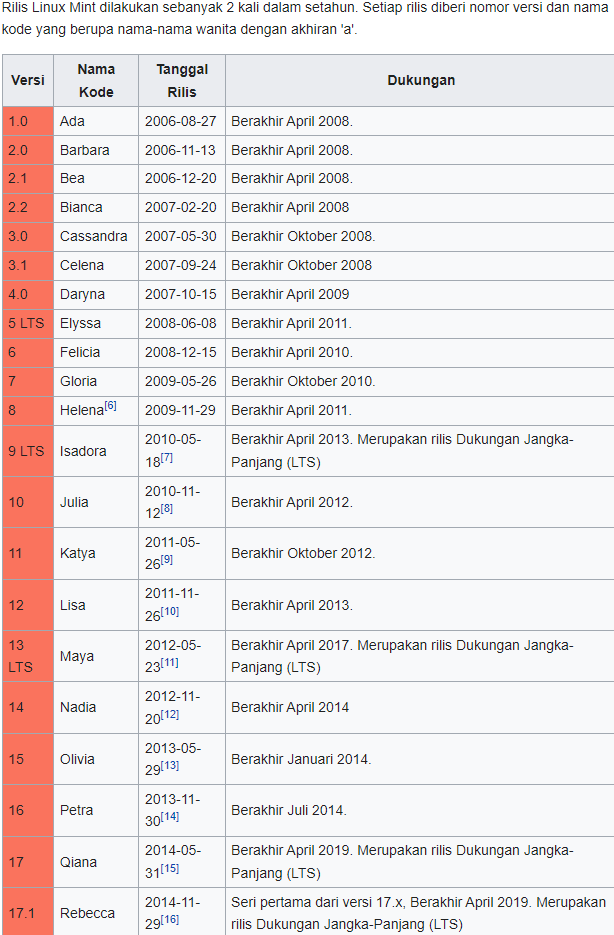 Rilis Linux Mint dilakukan sebanyak 2 kali dalam setahun. Setiap rilis diberi nomor versi dan nama
kode yang berupa nama-nama wanita dengan akhiran 'a'.
Versi Nama Kode Tanggal Rilis Dukungan
1.0 Ada 2006-08-27 Berakhir April 2008.
2.0 Barbara 2006-11-13 Berakhir April 2008.
2.1 Bea 2006-12-20 Berakhir April 2008.
2.2 Bianca 2007-02-20 Berakhir April 2008
3.0 Cassandra 2007-05-30 Berakhir Oktober 2008.
3.1 Celena 2007-09-24 Berakhir Oktober 2008
4.0 Daryna 2007-10-15 Berakhir April 2009
5 LTS Elyssa 2008-06-08 Berakhir April 2011.
6 Felicia 2008-12-15 Berakhir April 2010.
7 Gloria 2009-05-26 Berakhir Oktober 2010.
8 Helena[6] 2009-11-29 Berakhir April 2011.
9 LTS Isadora 2010-05-18[7] Berakhir April 2013. Merupakan rilis Dukungan Jangka-Panjang (LTS)
10 Julia 2010-11-12[8] Berakhir April 2012.
11 Katya 2011-05-26[9] Berakhir Oktober 2012.
12 Lisa 2011-11-26[10] Berakhir April 2013.
13 LTS Maya 2012-05-23[11] Berakhir April 2017. Merupakan rilis Dukungan Jangka-Panjang (LTS)
14 Nadia 2012-11-20[12] Berakhir April 2014
15 Olivia 2013-05-29[13] Berakhir Januari 2014.
16 Petra 2013-11-30[14] Berakhir Juli 2014.
17 Qiana 2014-05-31[15] Berakhir April 2019. Merupakan rilis Dukungan Jangka-Panjang (LTS)
17.1 Rebecca 2014-11-29[16] Seri pertama dari versi 17.x, Berakhir April 2019. Merupakan rilis Dukungan Jangka-Panjang (LTS)